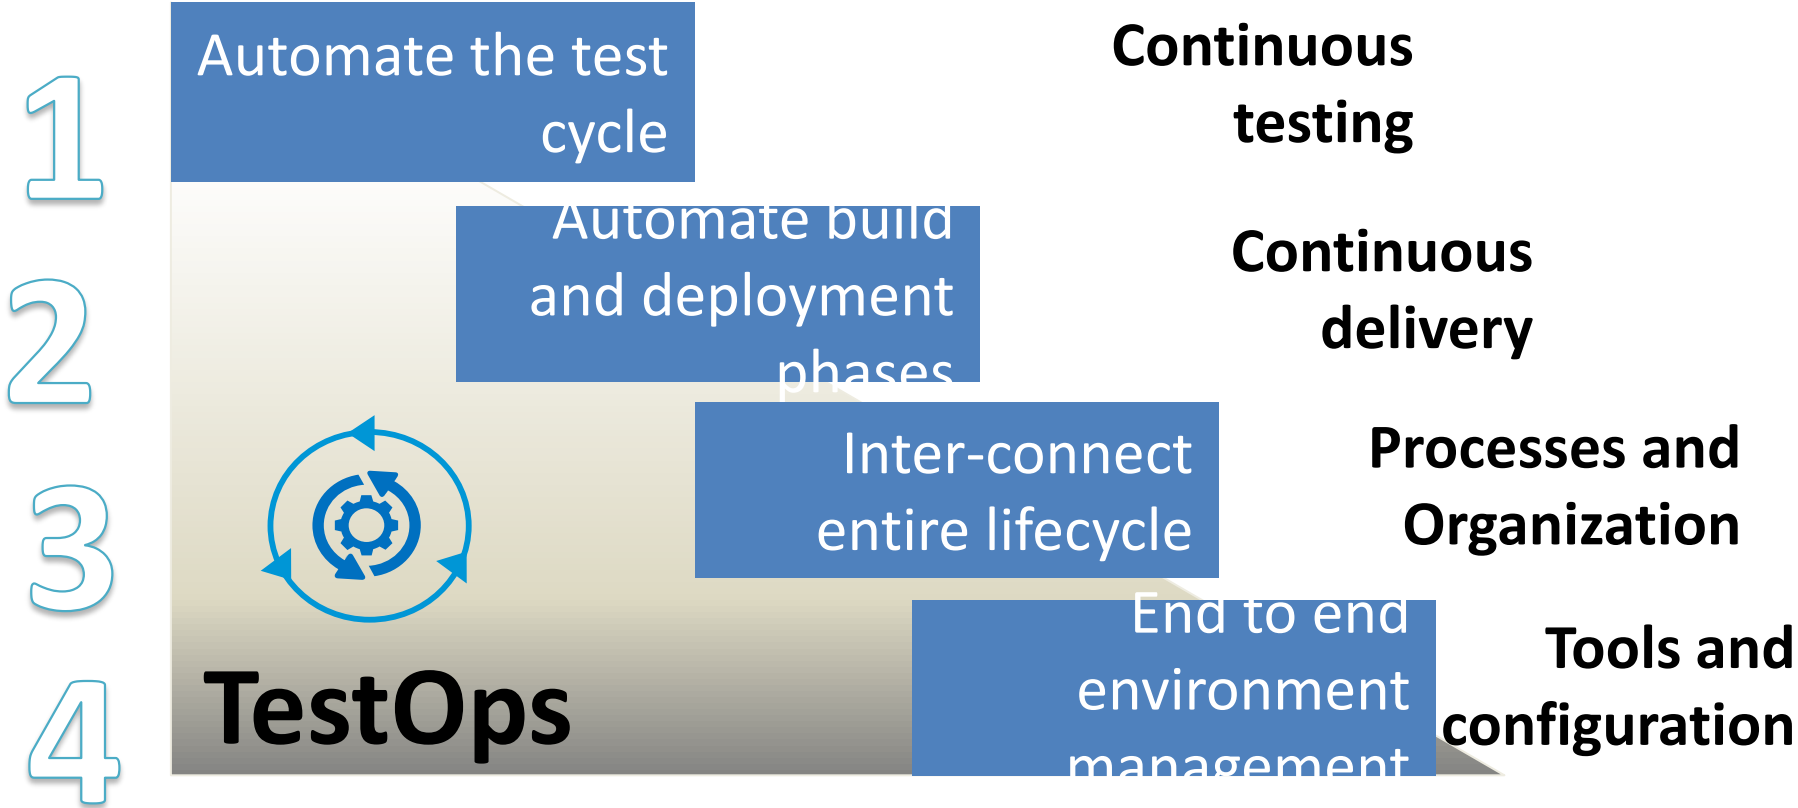 1
Automate the test
cycle
Continuous
testing
2
Automate build
and deployment
phases
Continuous
delivery
3
Inter-connect
entire lifecycle
Processes and
Organization
4
End to end
environment
management
Tools and
configuration
TestOps